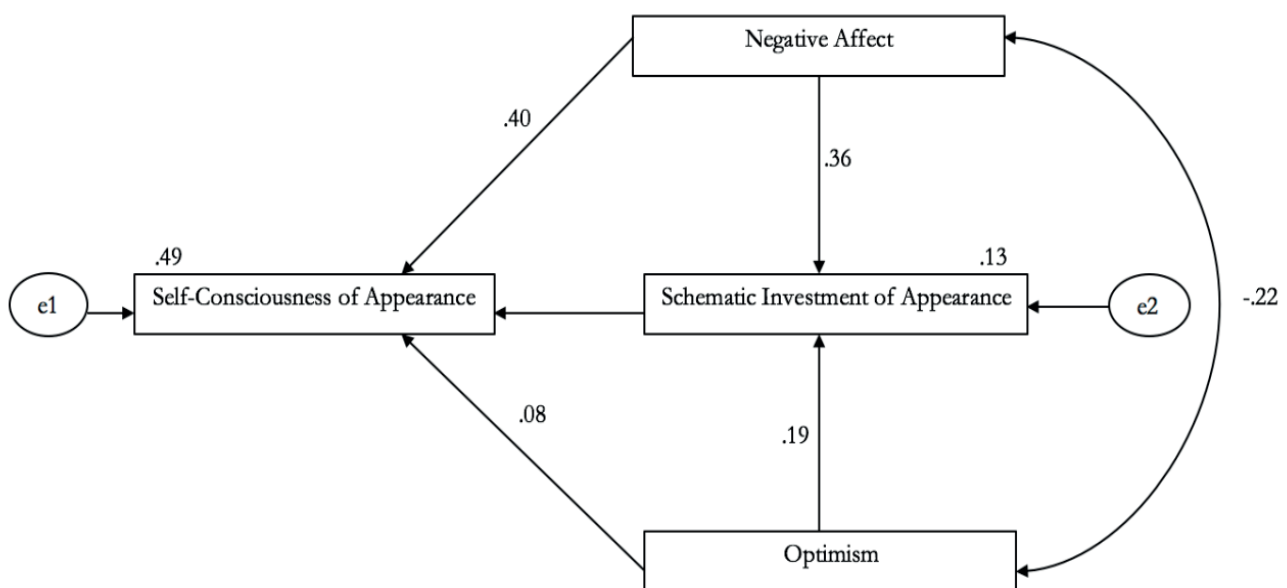 Negative Affect
.40
.36
.49
.13
e1
Self-Consciousness of Appearance
Schematic Investment of Appearance
e2
-.22
.08
.19
Optimism